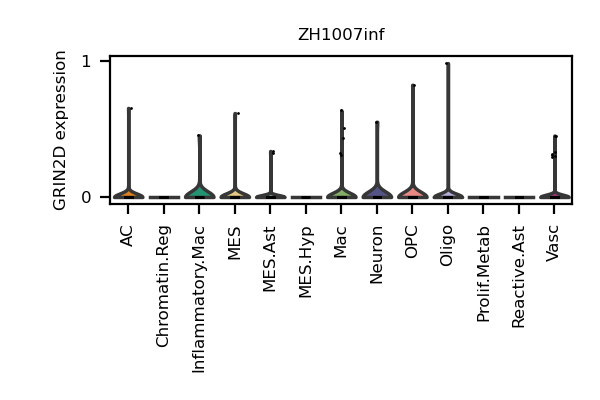 ZH1007inf
GRIN2D expression
1
0
AC
Chromatin.Reg
Inflammatory.Mac
MES
MES.Ast
MES.Hyp
Mac
Neuron
OPC
Oligo
Prolif.Metab
Reactive.Ast
Vasc